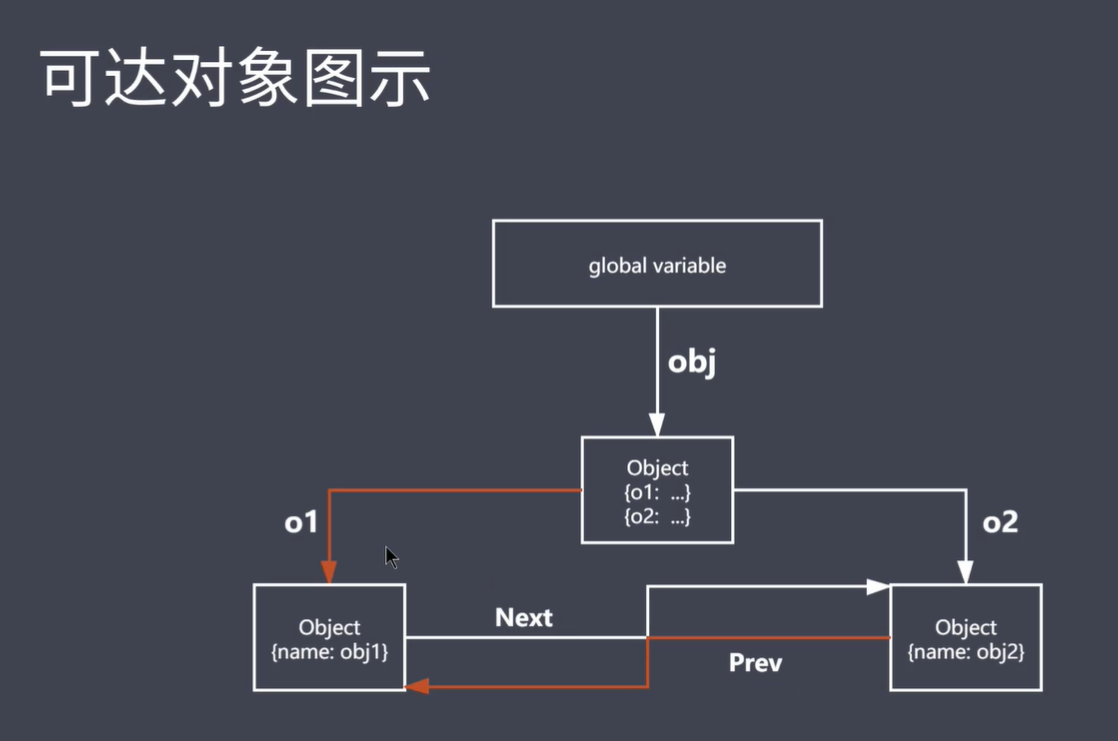 可达对象图示
global variable
obj
Object
{o1: ...}
{o2: ...}
o1
o2
Object
{name: obj1}
Next
Prev
Object
{name: obj2}